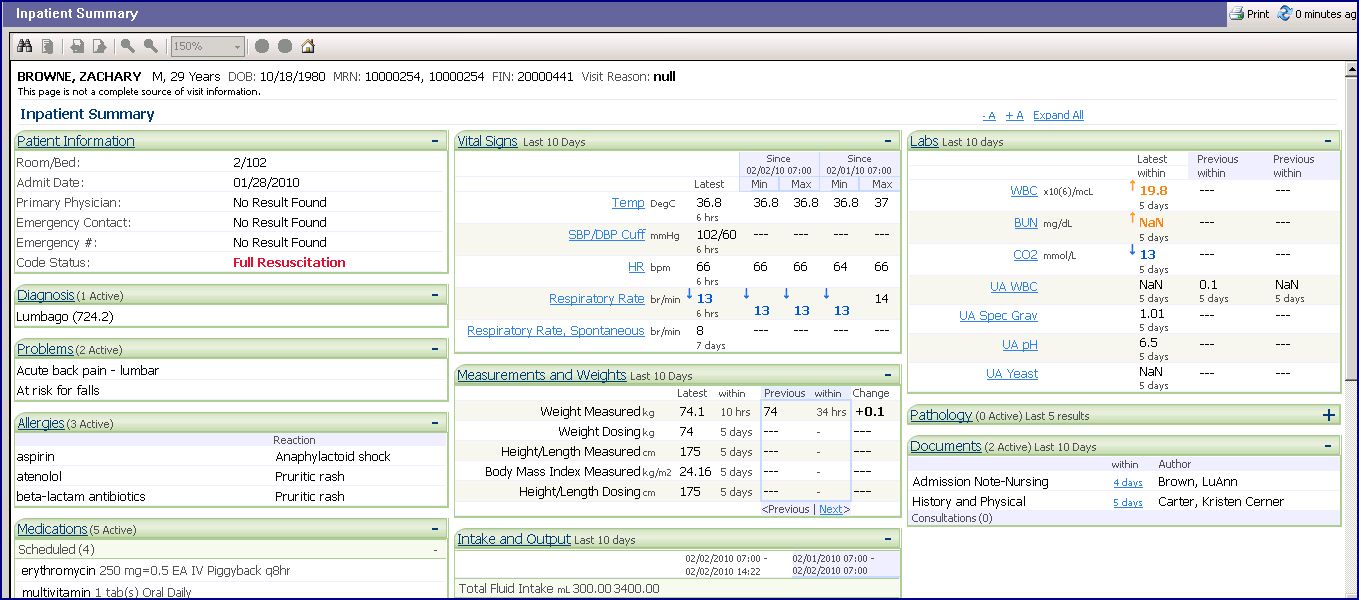 Inpatient Summary
Print 0 minutes ag
150%
BROWNE, ZACHARY M, 29 Years DOB: 10/18/1980 MRN: 10000254, 10000254 FIN: 20000441 Visit Reason: null
This page is not a complete source of visit information.
Inpatient Summary
- A + A Expand All
Patient Information -
Room/Bed: 2/102
Admit Date: 01/28/2010
Primary Physician: No Result Found
Emergency Contact: No Result Found
Emergency #: No Result Found
Code Status: Full Resuscitation
Diagnosis (1 Active) -
Lumbago (724.2)
Problems (2 Active) -
Acute back pain - lumbar
At risk for falls
Allergies (3 Active) -
Reaction
aspirin Anaphylactoid shock
atenolol Pruritic rash
beta-lactam antibiotics Pruritic rash
Medications (5 Active) -
Scheduled (4) -
erythromycin 250 mg=0.5 EA IV Piggyback q8hr
multivitamin 1 tab(s) Oral Daily
Vital Signs Last 10 Days -
Since Since
02/02/10 07:00 02/01/10 07:00
Latest Min Max Min Max
Temp DegC 36.8 36.8 36.8 36.8 37
6 hrs
SBP/DBP Cuff mmHg 102/60 --- --- --- ---
6 hrs
HR bpm 66 66 66 64 66
6 hrs
Respiratory Rate br/min ↓ 13 ↓ 13 ↓ 13 ↓ 13 14
6 hrs
Respiratory Rate, Spontaneous br/min 8 --- --- --- ---
7 days
Measurements and Weights Last 10 Days -
Latest within Previous within Change
Weight Measured kg 74.1 10 hrs 74 34 hrs +0.1
Weight Dosing kg 74 5 days --- - ---
Height/Length Measured cm 175 5 days --- - ---
Body Mass Index Measured kg/m2 24.16 5 days --- - ---
Height/Length Dosing cm 175 5 days --- - ---
<Previous | Next>
Intake and Output Last 10 days -
02/02/2010 07:00 - 02/01/2010 07:00 -
02/02/2010 14:22 02/02/2010 07:00
Total Fluid Intake mL 300.00 3400.00
Labs Last 10 days -
Latest Previous Previous
within within within
WBC x10(6)/mcL ↑ 19.8 --- ---
5 days
BUN mg/dL ↑ NaN --- ---
5 days
CO2 mmol/L ↓ 13 --- ---
5 days
UA WBC NaN 0.1 NaN
5 days 5 days 5 days
UA Spec Grav 1.01 --- ---
5 days
UA pH 6.5 --- ---
5 days
UA Yeast NaN --- ---
5 days
Pathology (0 Active) Last 5 results +
Documents (2 Active) Last 10 Days -
within Author
Admission Note-Nursing 4 days Brown, LuAnn
History and Physical 5 days Carter, Kristen Cerner
Consultations (0)